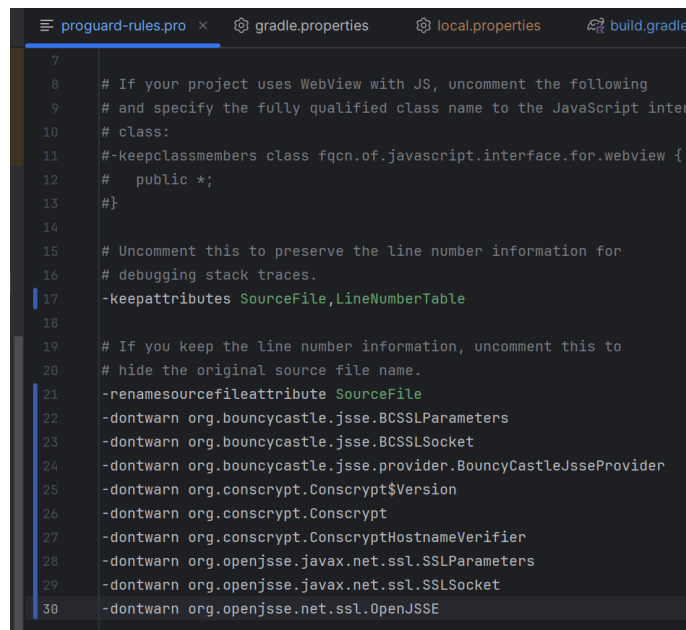 proguard-rules.pro × gradle.properties local.properties build.gradle
7
8 # If your project uses WebView with JS, uncomment the following
9 # and specify the fully qualified class name to the JavaScript inter
10 # class:
11 #-keepclassmembers class fqcn.of.javascript.interface.for.webview {
12 #   public *;
13 #}
14
15 # Uncomment this to preserve the line number information for
16 # debugging stack traces.
17 -keepattributes SourceFile,LineNumberTable
18
19 # If you keep the line number information, uncomment this to
20 # hide the original source file name.
21 -renamesourcefileattribute SourceFile
22 -dontwarn org.bouncycastle.jsse.BCSSLParameters
23 -dontwarn org.bouncycastle.jsse.BCSSLSocket
24 -dontwarn org.bouncycastle.jsse.provider.BouncyCastleJsseProvider
25 -dontwarn org.conscrypt.Conscrypt$Version
26 -dontwarn org.conscrypt.Conscrypt
27 -dontwarn org.conscrypt.ConscryptHostnameVerifier
28 -dontwarn org.openjsse.javax.net.ssl.SSLParameters
29 -dontwarn org.openjsse.javax.net.ssl.SSLSocket
30 -dontwarn org.openjsse.net.ssl.OpenJSSE